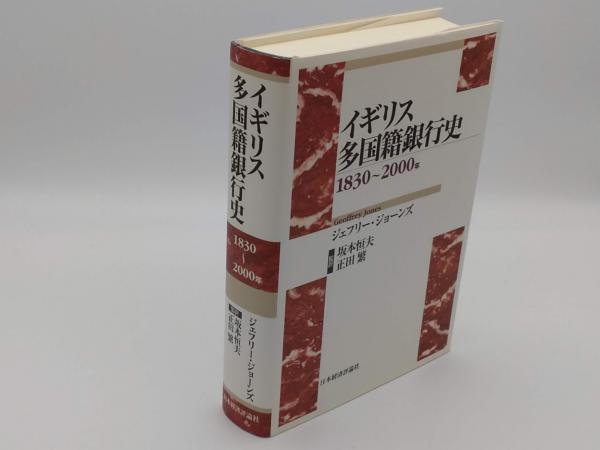 イギリス
多国籍銀行史
1830〜2000年
Geoffrey Jones
ジェフリー・ジョーンズ
監訳
坂本恒夫
正田 繁
日本経済評論社
イギリス
多国籍銀行史
1830
〜
2000年
ジェフリー・ジョーンズ
監訳
坂本恒夫
正田 繁
日本経済評論社